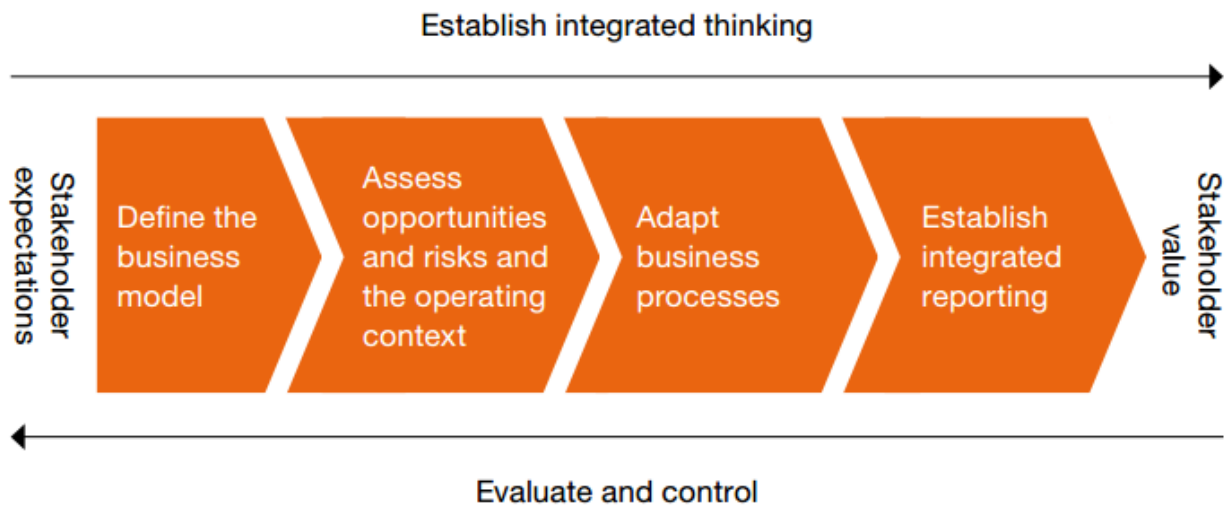 Establish integrated thinking
Stakeholder
expectations
Define the
business
model
Assess
opportunities
and risks and
the operating
context
Adapt
business
processes
Establish
integrated
reporting
Stakeholder
value
Evaluate and control